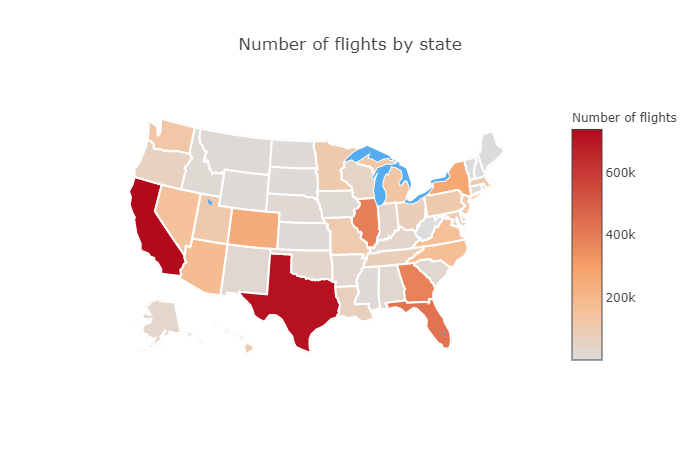 Number of flights by state
Number of flights
600k
400k
200k